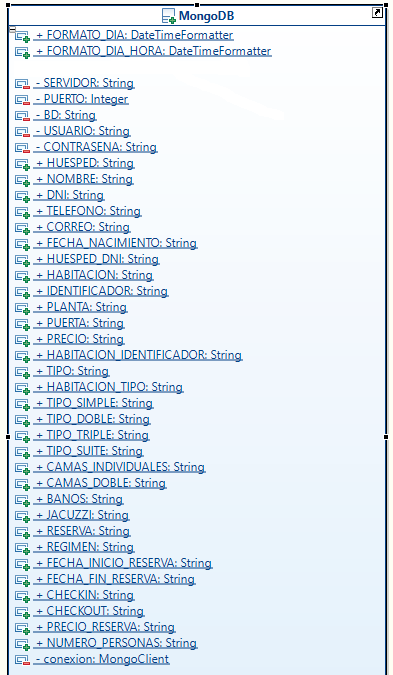 MongoDB
+ FORMATO_DIA: DateTimeFormatter
+ FORMATO_DIA_HORA: DateTimeFormatter
- SERVIDOR: String
- PUERTO: Integer
- BD: String
- USUARIO: String
- CONTRASENA: String
+ HUESPED: String
+ NOMBRE: String
+ DNI: String
+ TELEFONO: String
+ CORREO: String
+ FECHA_NACIMIENTO: String
+ HUESPED_DNI: String
+ HABITACION: String
+ IDENTIFICADOR: String
+ PLANTA: String
+ PUERTA: String
+ PRECIO: String
+ HABITACION_IDENTIFICADOR: String
+ TIPO: String
+ HABITACION_TIPO: String
+ TIPO_SIMPLE: String
+ TIPO_DOBLE: String
+ TIPO_TRIPLE: String
+ TIPO_SUITE: String
+ CAMAS_INDIVIDUALES: String
+ CAMAS_DOBLE: String
+ BANOS: String
+ JACUZZI: String
+ RESERVA: String
+ REGIMEN: String
+ FECHA_INICIO_RESERVA: String
+ FECHA_FIN_RESERVA: String
+ CHECKIN: String
+ CHECKOUT: String
+ PRECIO_RESERVA: String
+ NUMERO_PERSONAS: String
- conexion: MongoClient